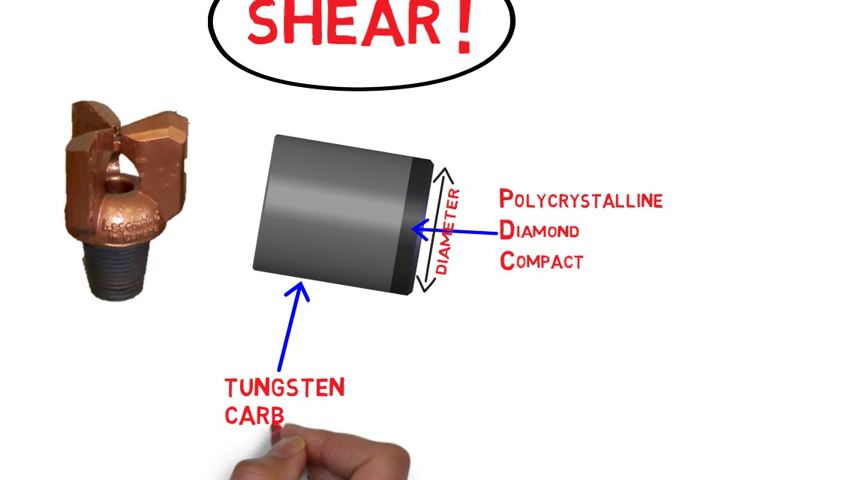 SHEAR!
DIAMETER
POLYCRYSTALLINE
DIAMOND
COMPACT
TUNGSTEN
CARB